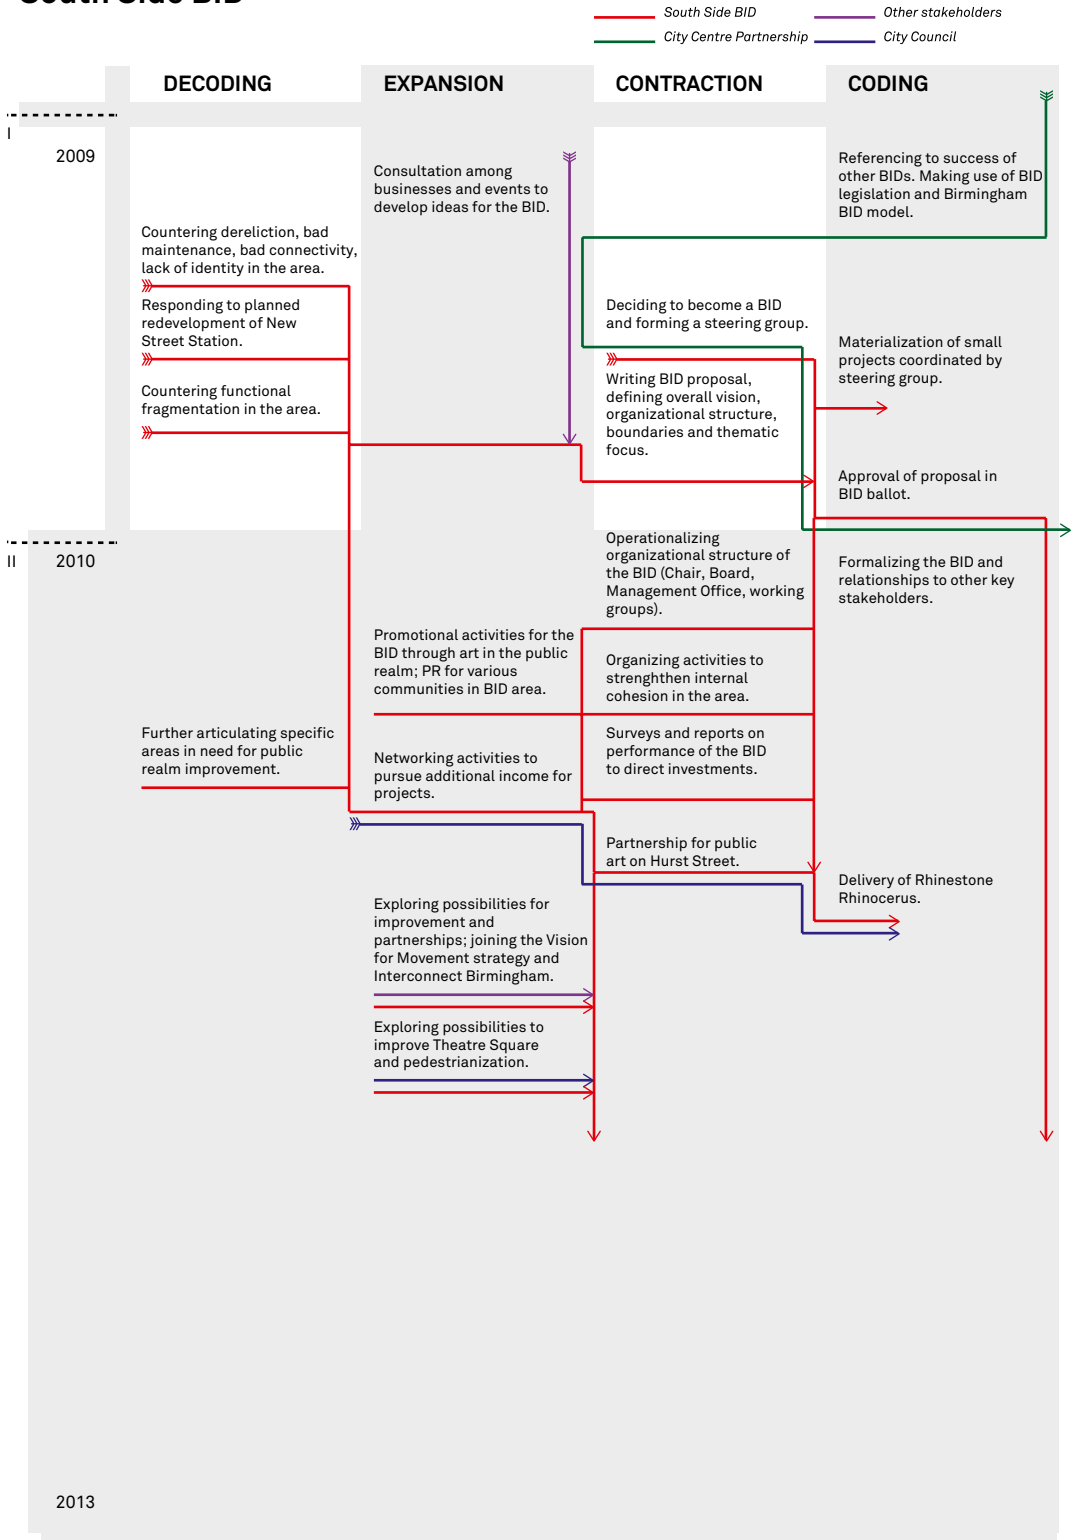 South Side BID
South Side BID
Other stakeholders
City Centre Partnership
City Council
DECODING
EXPANSION
CONTRACTION
CODING
I
2009
Consultation among
businesses and events to
develop ideas for the BID.
Referencing to success of
other BIDs. Making use of BID
legislation and Birmingham
BID model.
Countering dereliction, bad
maintenance, bad connectivity,
lack of identity in the area.
Responding to planned
redevelopment of New
Street Station.
Countering functional
fragmentation in the area.
Deciding to become a BID
and forming a steering group.
Writing BID proposal,
defining overall vision,
organizational structure,
boundaries and thematic
focus.
Materialization of small
projects coordinated by
steering group.
Approval of proposal in
BID ballot.
II
2010
Operationalizing
organizational structure of
the BID (Chair, Board,
Management Office, working
groups).
Formalizing the BID and
relationships to other key
stakeholders.
Promotional activities for the
BID through art in the public
realm; PR for various
communities in BID area.
Organizing activities to
strenghthen internal
cohesion in the area.
Further articulating specific
areas in need for public
realm improvement.
Networking activities to
pursue additional income for
projects.
Surveys and reports on
performance of the BID
to direct investments.
Partnership for public
art on Hurst Street.
Delivery of Rhinestone
Rhinocerus.
Exploring possibilities for
improvement and
partnerships; joining the Vision
for Movement strategy and
Interconnect Birmingham.
Exploring possibilities to
improve Theatre Square
and pedestrianization.
2013